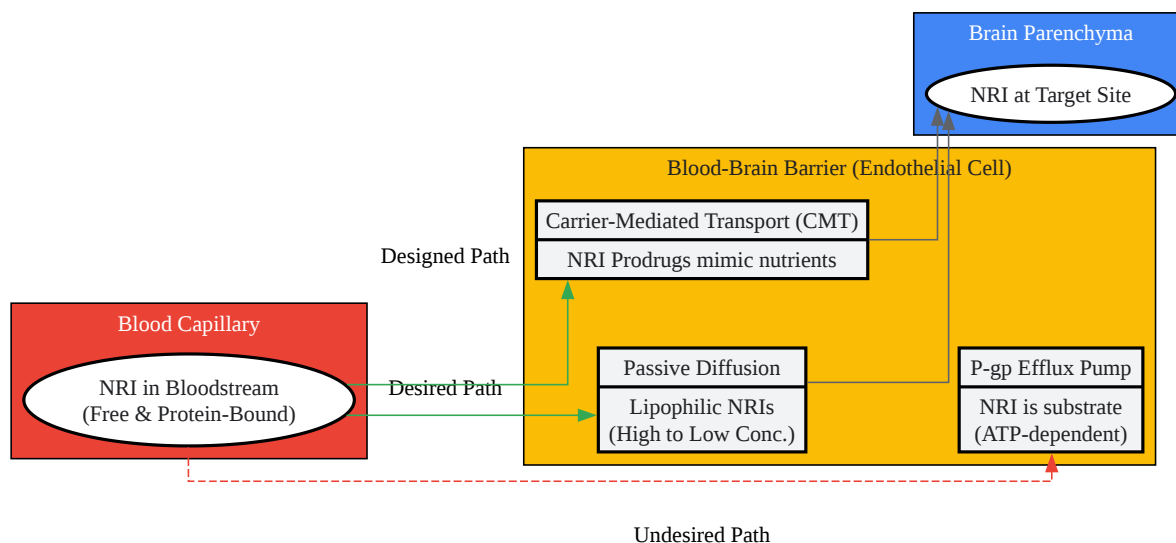 Brain Parenchyma
NRI at Target Site
Blood-Brain Barrier (Endothelial Cell)
Carrier-Mediated Transport (CMT)
NRI Prodrugs mimic nutrients
Designed Path
Blood Capillary
NRI in Bloodstream
(Free & Protein-Bound)
Desired Path
Passive Diffusion
Lipophilic NRIs
(High to Low Conc.)
P-gp Efflux Pump
NRI is substrate
(ATP-dependent)
Undesired Path